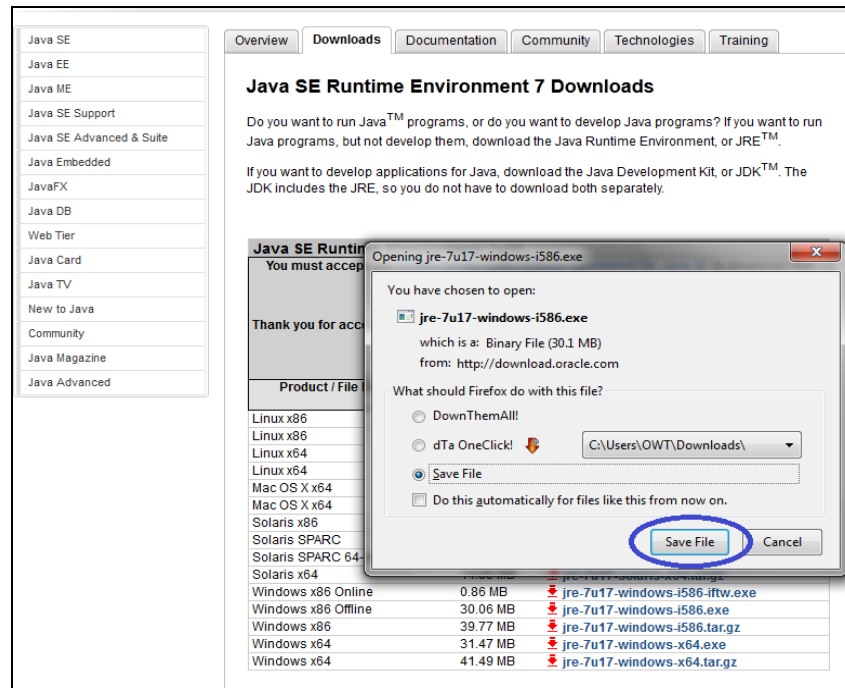 Java SE
Java EE
Java ME
Java SE Support
Java SE Advanced & Suite
Java Embedded
JavaFX
Java DB
Web Tier
Java Card
Java TV
New to Java
Community
Java Magazine
Java Advanced
Overview Downloads Documentation Community Technologies Training
Java SE Runtime Environment 7 Downloads
Do you want to run Java™ programs, or do you want to develop Java programs? If you want to run
Java programs, but not develop them, download the Java Runtime Environment, or JRE™.
If you want to develop applications for Java, download the Java Development Kit, or JDK™. The
JDK includes the JRE, so you do not have to download both separately.
Java SE Runtim
You must accep
Thank you for acc
Product / File
Linux x86
Linux x86
Linux x64
Linux x64
Mac OS X x64
Mac OS X x64
Solaris x86
Solaris SPARC
Solaris SPARC 64-
Solaris x64 jre-7u17-solaris-x64.tar.gz
Windows x86 Online 0.86 MB jre-7u17-windows-i586-iftw.exe
Windows x86 Offline 30.06 MB jre-7u17-windows-i586.exe
Windows x86 39.77 MB jre-7u17-windows-i586.tar.gz
Windows x64 31.47 MB jre-7u17-windows-x64.exe
Windows x64 41.49 MB jre-7u17-windows-x64.tar.gz
Opening jre-7u17-windows-i586.exe
You have chosen to open:
jre-7u17-windows-i586.exe
which is a: Binary File (30.1 MB)
from: http://download.oracle.com
What should Firefox do with this file?
DownThemAll!
dTa OneClick! C:\Users\OWT\Downloads\
Save File
Do this automatically for files like this from now on.
Save File Cancel